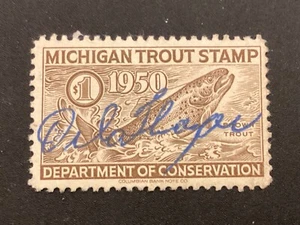 MICHIGAN TROUT STAMP
$1 1950
TROUT
DEPARTMENT OF CONSERVATION
COLUMBIAN BANK NOTE CO.